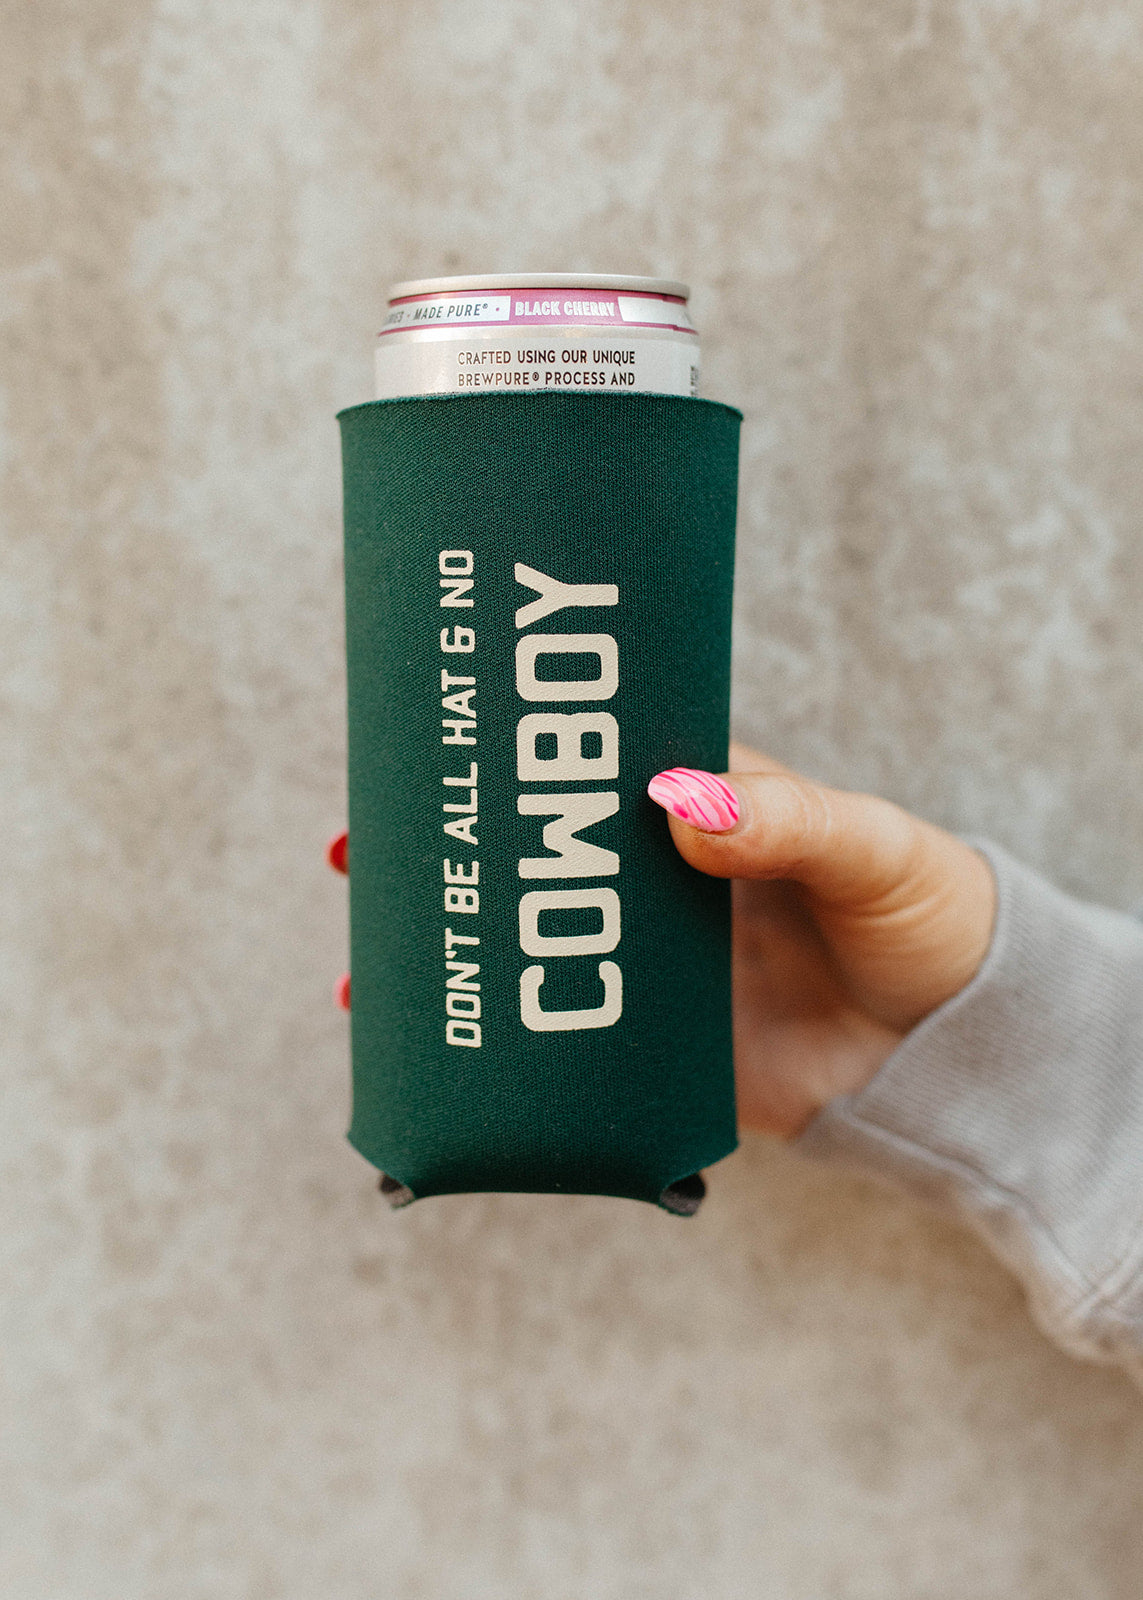 MADE PURE® • BLACK CHERRY
CRAFTED USING OUR UNIQUE
BREWPURE® PROCESS AND
DON'T BE ALL HAT & NO
COWBOY